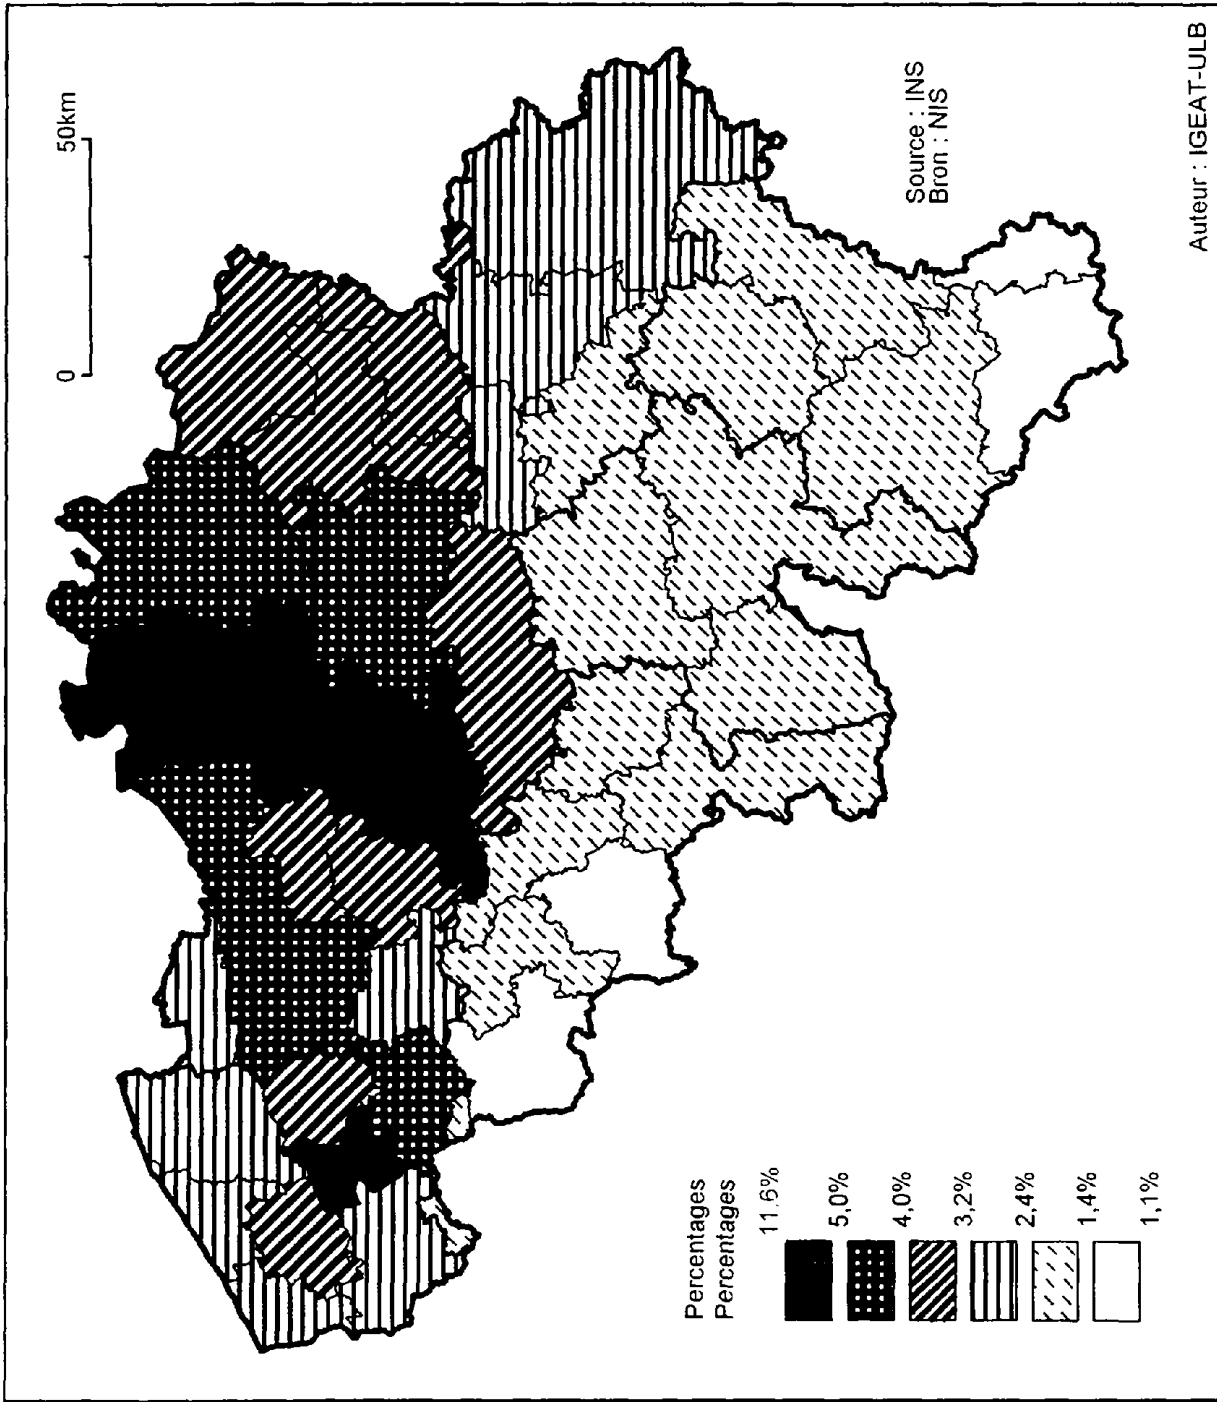 0 50km
Source : INS
Bron : NIS
Percentages
Percentages
11.6%
5,0%
4,0%
3,2%
2,4%
1,4%
1,1%
Auteur : IGEAT-ULB